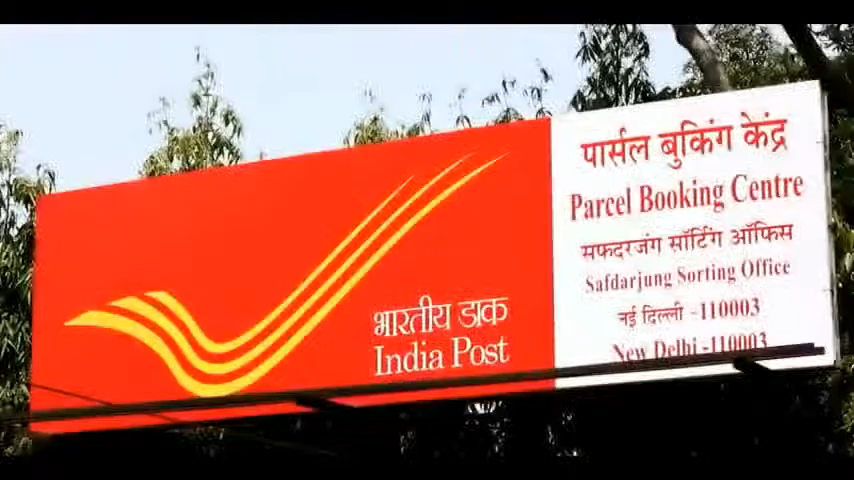 भारतीय डाक
India Post
पार्सल बुकिंग केंद्र
Parcel Booking Centre
सफदरजंग सॉर्टिंग ऑफिस
Safdarjung Sorting Office
नई दिल्ली -110003
New Delhi -110003